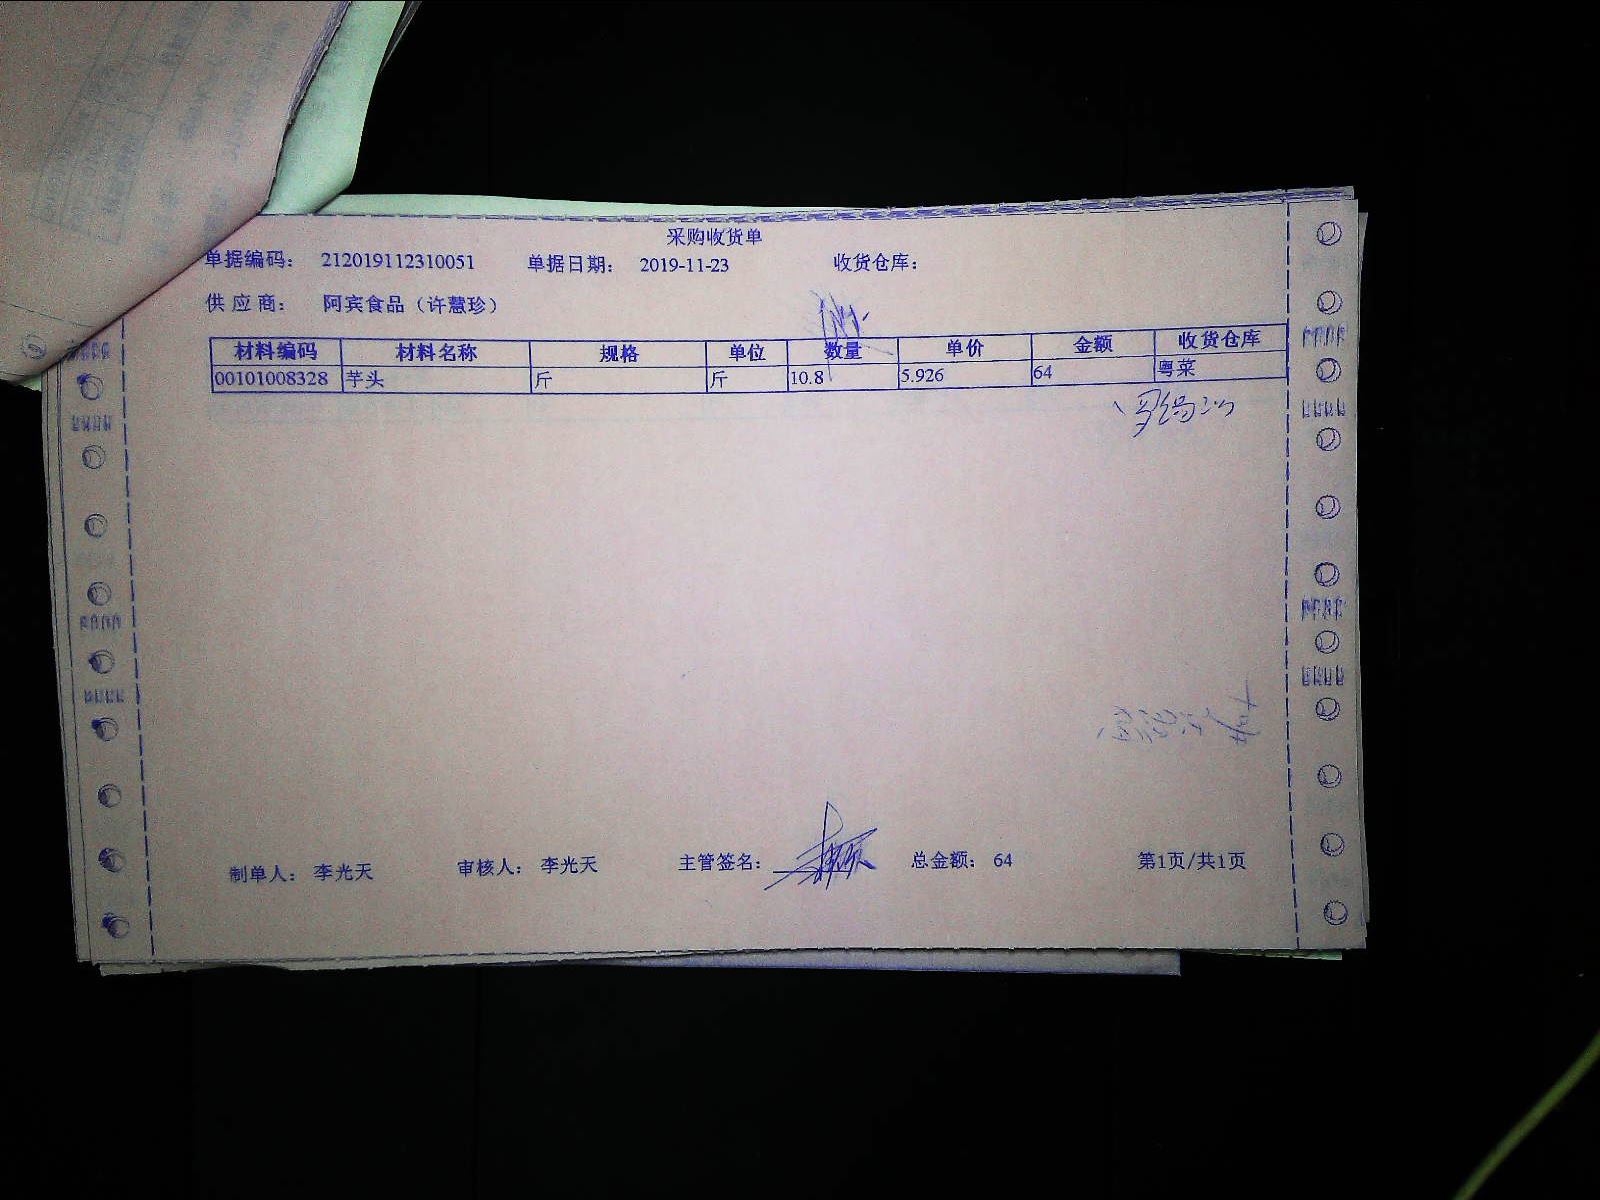 采购收货单
单据编码： 212019112310051 单据日期： 2019-11-23 收货仓库：
供应商： 阿宾食品（许慧珍）
材料编码 材料名称 规格 单位 数量 单价 金额 收货仓库
00101008328 芋头 斤 斤 10.8 5.926 64 粤菜
制单人： 李光天 审核人： 李光天 主管签名： 总金额： 64 第1页/共1页